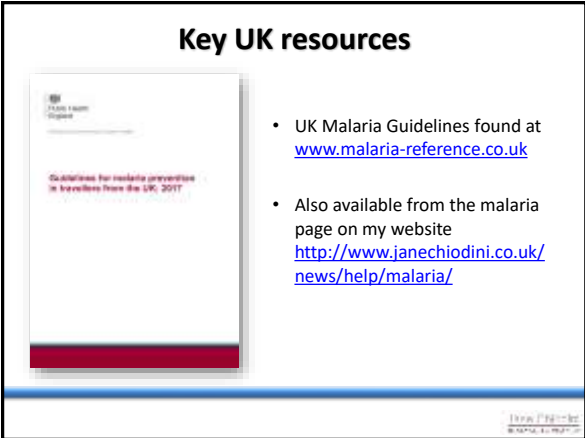 Key UK resources
Public Health
England
Guidelines for malaria prevention
in travellers from the UK: 2017
• UK Malaria Guidelines found at
www.malaria-reference.co.uk
• Also available from the malaria
page on my website
http://www.janechiodini.co.uk/
news/help/malaria/